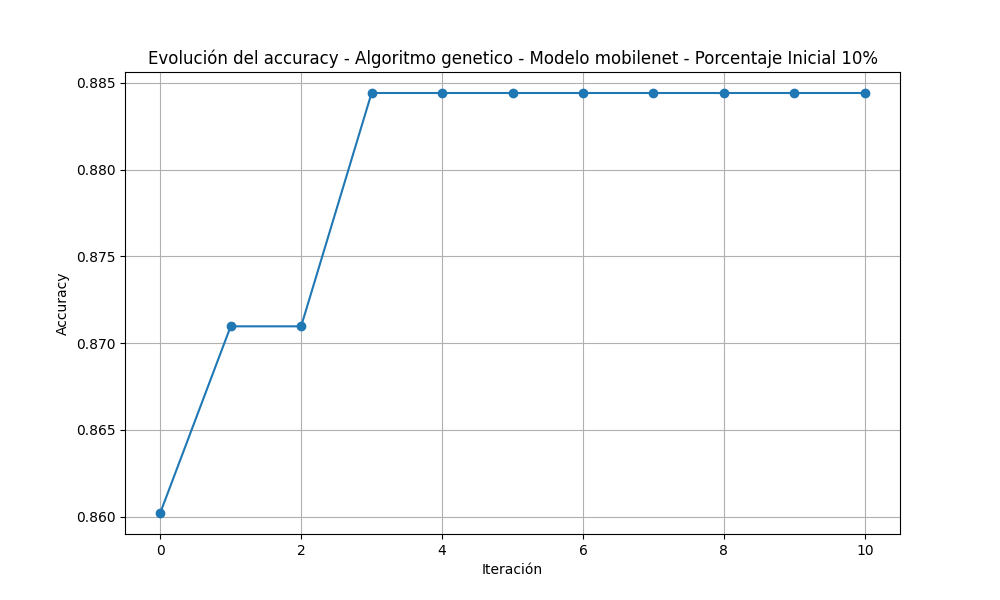 Evolución del accuracy - Algoritmo genetico - Modelo mobilenet - Porcentaje Inicial 10%
0.885
0.880
0.875
0.870
0.865
0.860
Accuracy
0 2 4 6 8 10
Iteración